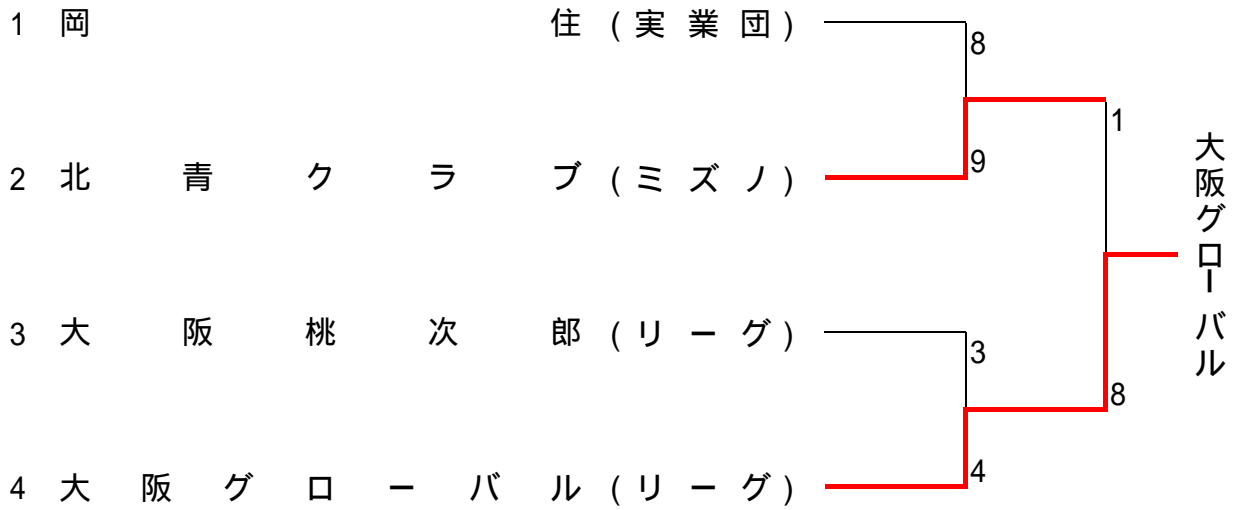 1 岡住(実業団)
8
1
9
2 北青クラブ(ミズノ)
大阪グローバル
3 大阪桃次郎(リーグ)
3
8
4
4 大阪グローバル(リーグ)